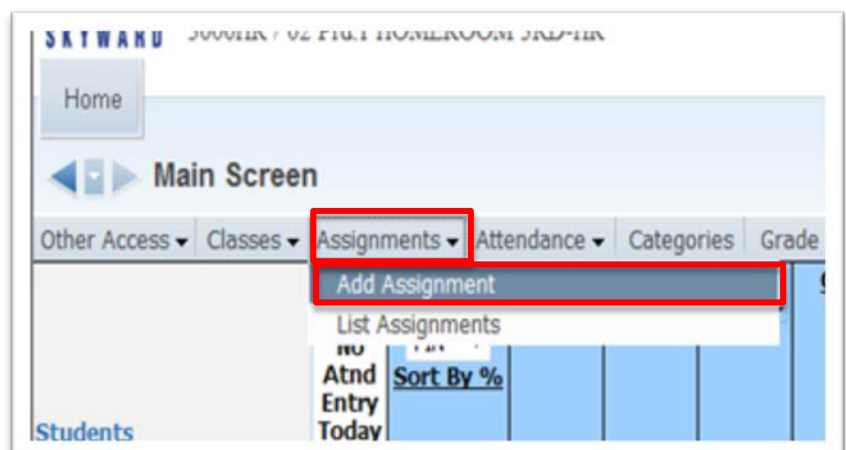 SKYWARD
Home
Main Screen
Other Access Classes Assignments Attendance Categories Grade
Add Assignment
List Assignments
No
Atnd Sort By %
Entry
Students Today